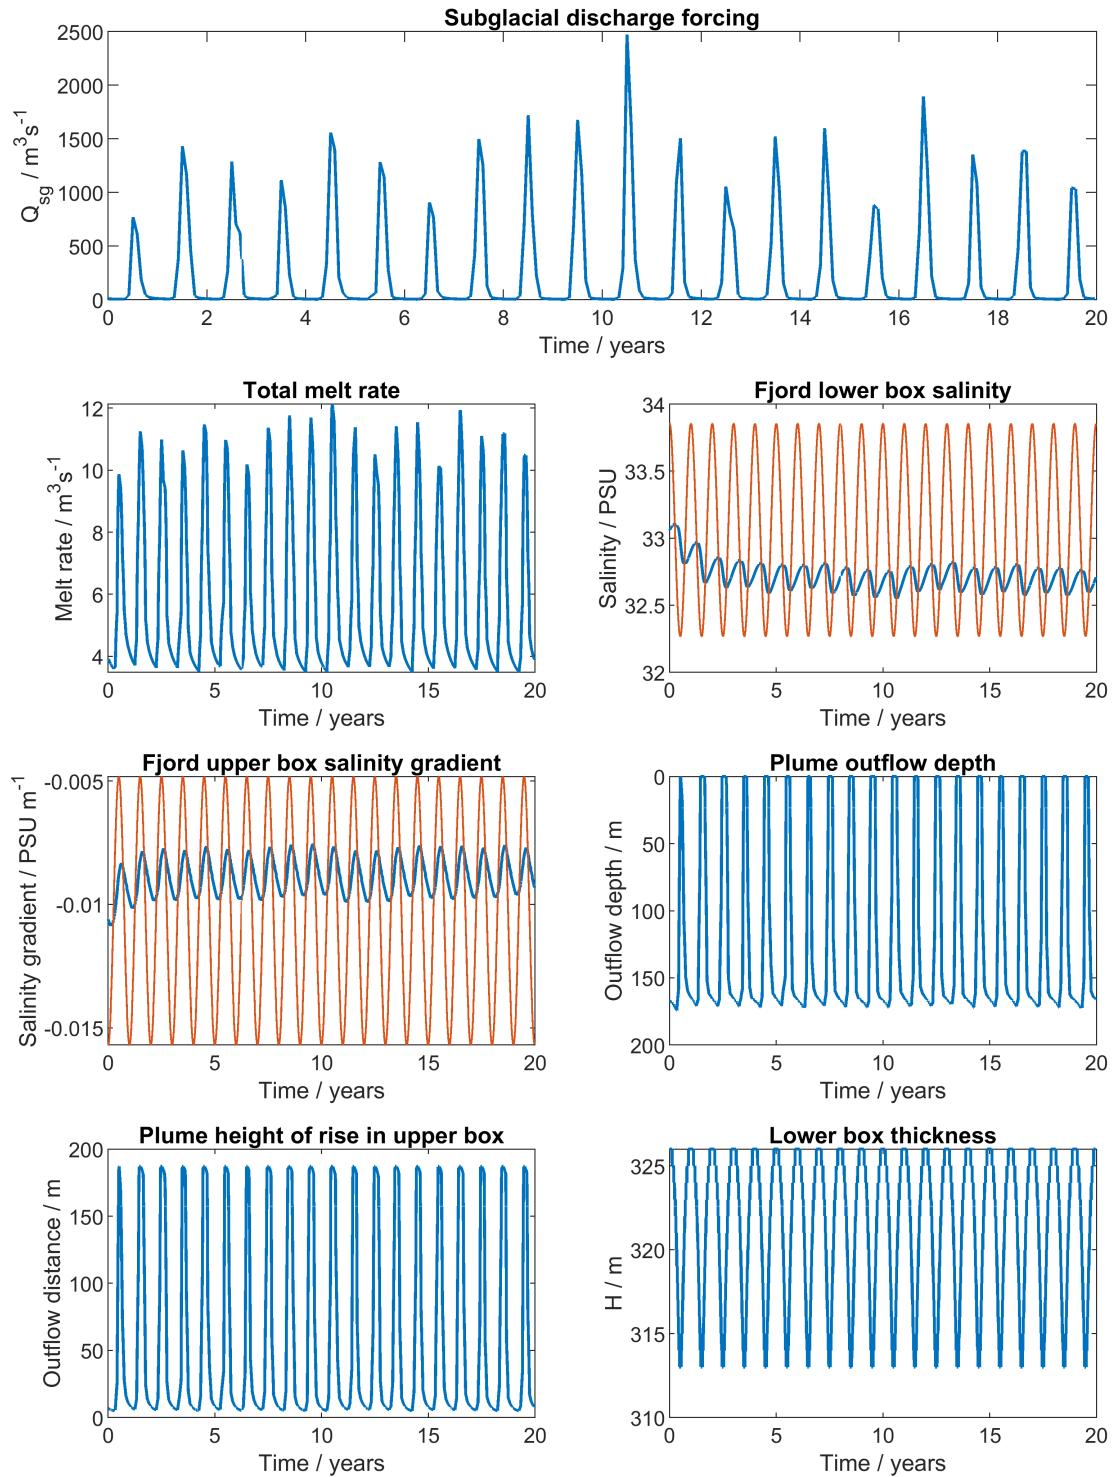 Subglacial discharge forcing
2500
2000
1500
1000
500
0
Q_sg / m^3s^-1
0 2 4 6 8 10 12 14 16 18 20
Time / years
Total melt rate
12
10
8
6
4
Melt rate / m^3s^-1
0 5 10 15 20
Time / years
Fjord lower box salinity
34
33.5
33
32.5
32
Salinity / PSU
0 5 10 15 20
Time / years
Fjord upper box salinity gradient
-0.005
-0.01
-0.015
Salinity gradient / PSU m^-1
0 5 10 15 20
Time / years
Plume outflow depth
0
50
100
150
200
Outflow depth / m
0 5 10 15 20
Time / years
Plume height of rise in upper box
200
150
100
50
0
Outflow distance / m
0 5 10 15 20
Time / years
Lower box thickness
325
320
315
310
H / m
0 5 10 15 20
Time / years